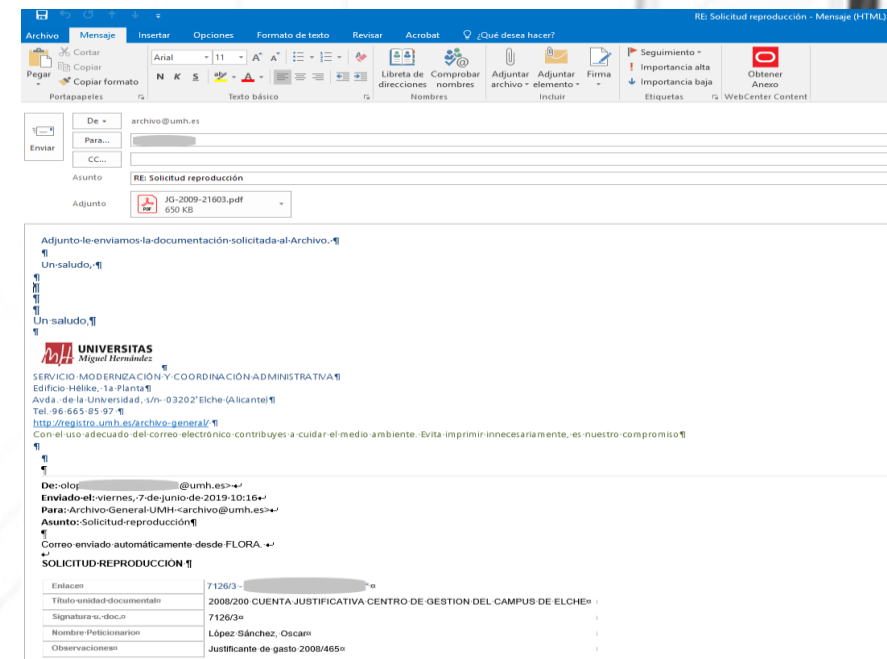 RE: Solicitud reproducción - Mensaje (HTML)
Archivo Mensaje Insertar Opciones Formato de texto Revisar Acrobat ¿Qué desea hacer?
Pegar
Cortar
Copiar
Copiar formato
Portapapeles
Arial 11
N K S
Texto básico
Libreta de direcciones
Comprobar nombres
Nombres
Adjuntar archivo
Adjuntar elemento
Firma
Incluir
Seguimiento
Importancia alta
Importancia baja
Etiquetas
Obtener Anexo
WebCenter Content
Enviar
De archivo@umh.es
Para...
CC...
Asunto RE: Solicitud reproducción
Adjunto JG-2009-21603.pdf
PDF 650 KB
Adjunto·le·enviamos·la·documentación·solicitada·al·Archivo.·¶
¶
Un·saludo,·¶
¶
¶
¶
¶
Un·saludo,¶
¶
UNIVERSITAS
Miguel Hernández
¶
SERVICIO·MODERNIZACIÓN·Y·COORDINACIÓN·ADMINISTRATIVA¶
Edificio·Hélike,·1a·Planta¶
Avda.·de·la·Universidad,·s/n-·03202°Elche·(Alicante)¶
Tel.·96·665·85·97·¶
http://registro.umh.es/archivo-general/·¶
Con·el·uso·adecuado·del·correo·electrónico·contribuyes·a·cuidar·el·medio·ambiente.·Evita·imprimir·innecesariamente,·es·nuestro·compromiso¶
¶
¶
¶
De:·olop @umh.es>·↵
Enviado·el:·viernes,·7·de·junio·de·2019·10:16↵
Para:·Archivo·General·UMH·<archivo@umh.es>↵
Asunto:·Solicitud·reproducción¶
¶
Correo·enviado·automáticamente·desde·FLORA.·↵
↵
SOLICITUD·REPRODUCCIÓN·¶
Enlace¤ 7126/3·- ¤
Título·unidad·documental¤ 2008/200·CUENTA·JUSTIFICATIVA·CENTRO·DE·GESTION·DEL·CAMPUS·DE·ELCHE¤
Signatura·u.·doc.¤ 7126/3¤
Nombre·Peticionario¤ López·Sánchez,·Oscar¤
Observaciones¤ Justificante·de·gasto·2008/465¤